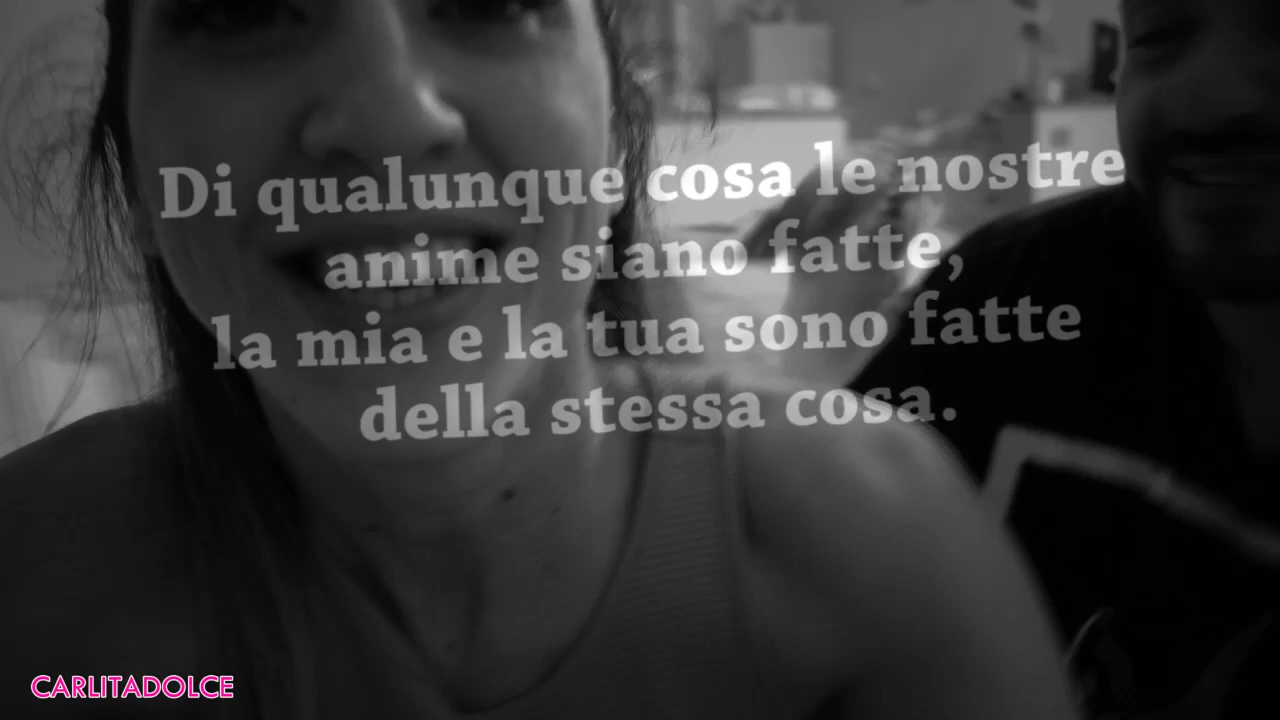 Di qualunque cosa le nostre
anime siano fatte,
la mia e la tua sono fatte
della stessa cosa.
CARLITADOLCE